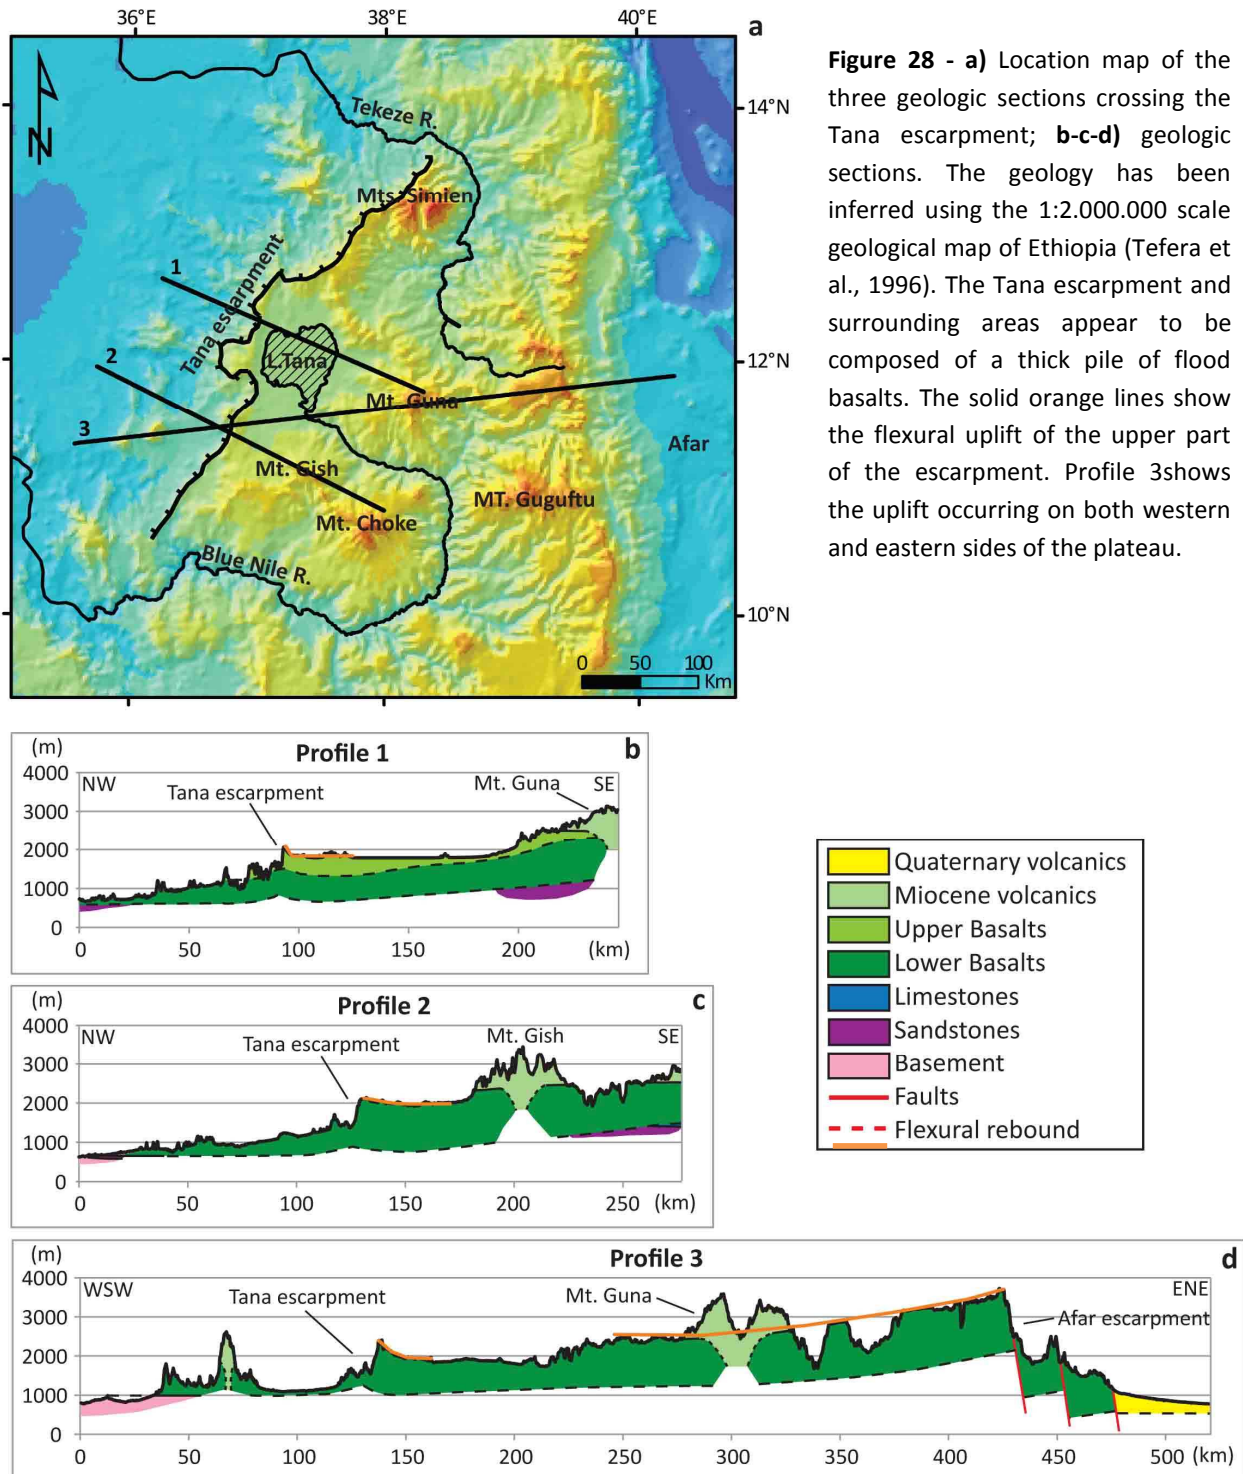 36°E 38°E 40°E
a
14°N
12°N
10°N
N
Tekeze R.
Mts. Simien
Tana escarpment
1
2
3
L.Tana
Mt. Guna
Afar
Mt. Gish
MT. Guguftu
Mt. Choke
Blue Nile R.
0 50 100
Km
Figure 28 - a) Location map of the
three geologic sections crossing the
Tana escarpment; b-c-d) geologic
sections. The geology has been
inferred using the 1:2.000.000 scale
geological map of Ethiopia (Tefera et
al., 1996). The Tana escarpment and
surrounding areas appear to be
composed of a thick pile of flood
basalts. The solid orange lines show
the flexural uplift of the upper part
of the escarpment. Profile 3shows
the uplift occurring on both western
and eastern sides of the plateau.
(m) Profile 1 b
4000
3000
2000
1000
0
NW Mt. Guna SE
Tana escarpment
0 50 100 150 200 (km)
(m) Profile 2 c
4000
3000
2000
1000
0
NW Mt. Gish SE
Tana escarpment
0 50 100 150 200 250 (km)
Quaternary volcanics
Miocene volcanics
Upper Basalts
Lower Basalts
Limestones
Sandstones
Basement
Faults
Flexural rebound
(m) Profile 3 d
4000
3000
2000
1000
0
WSW ENE
Tana escarpment Mt. Guna Afar escarpment
0 50 100 150 200 250 300 350 400 450 500 (km)